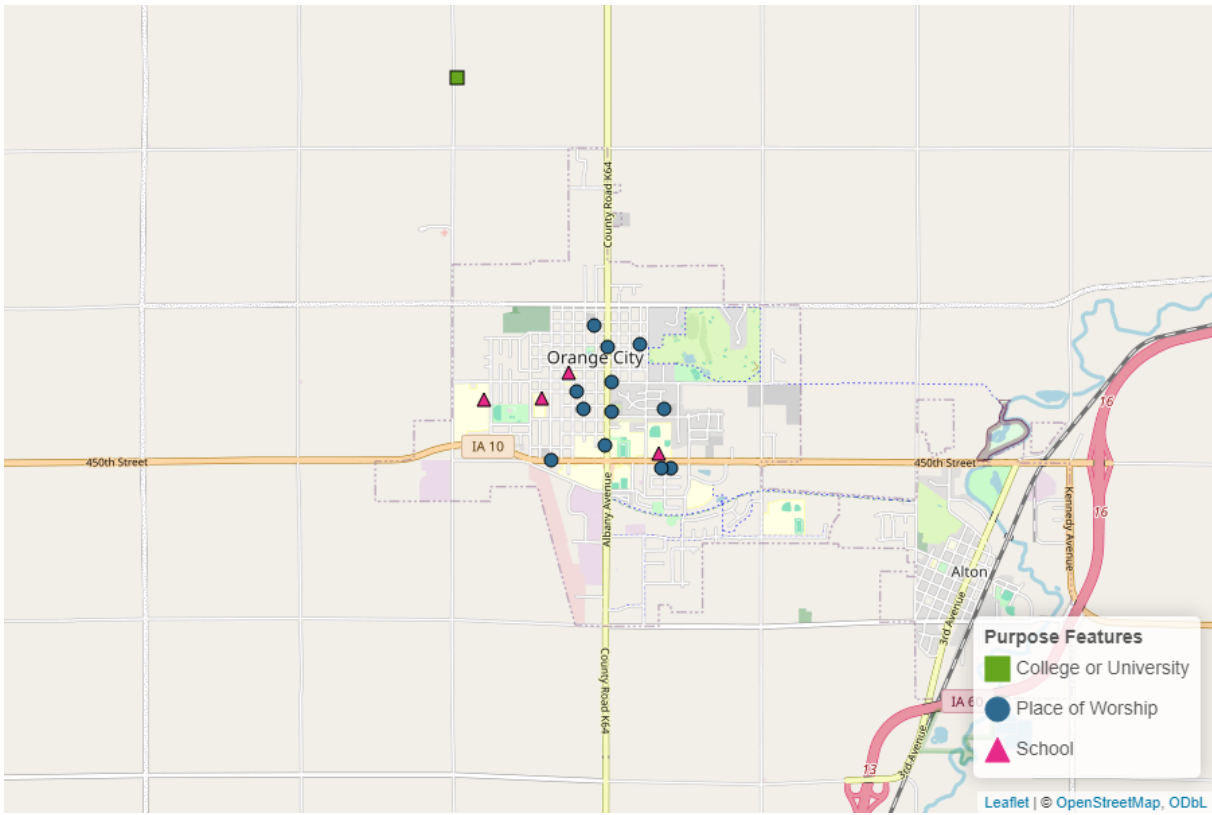 County Road K64
Orange City
16
IA 10
450th Street
450th Street
Albany Avenue
Kennedy Avenue
16
Alton
3rd Avenue
County Road K64
IA 60
3rd Avenue
13
Purpose Features
College or University
Place of Worship
School
Leaflet | © OpenStreetMap, ODbL